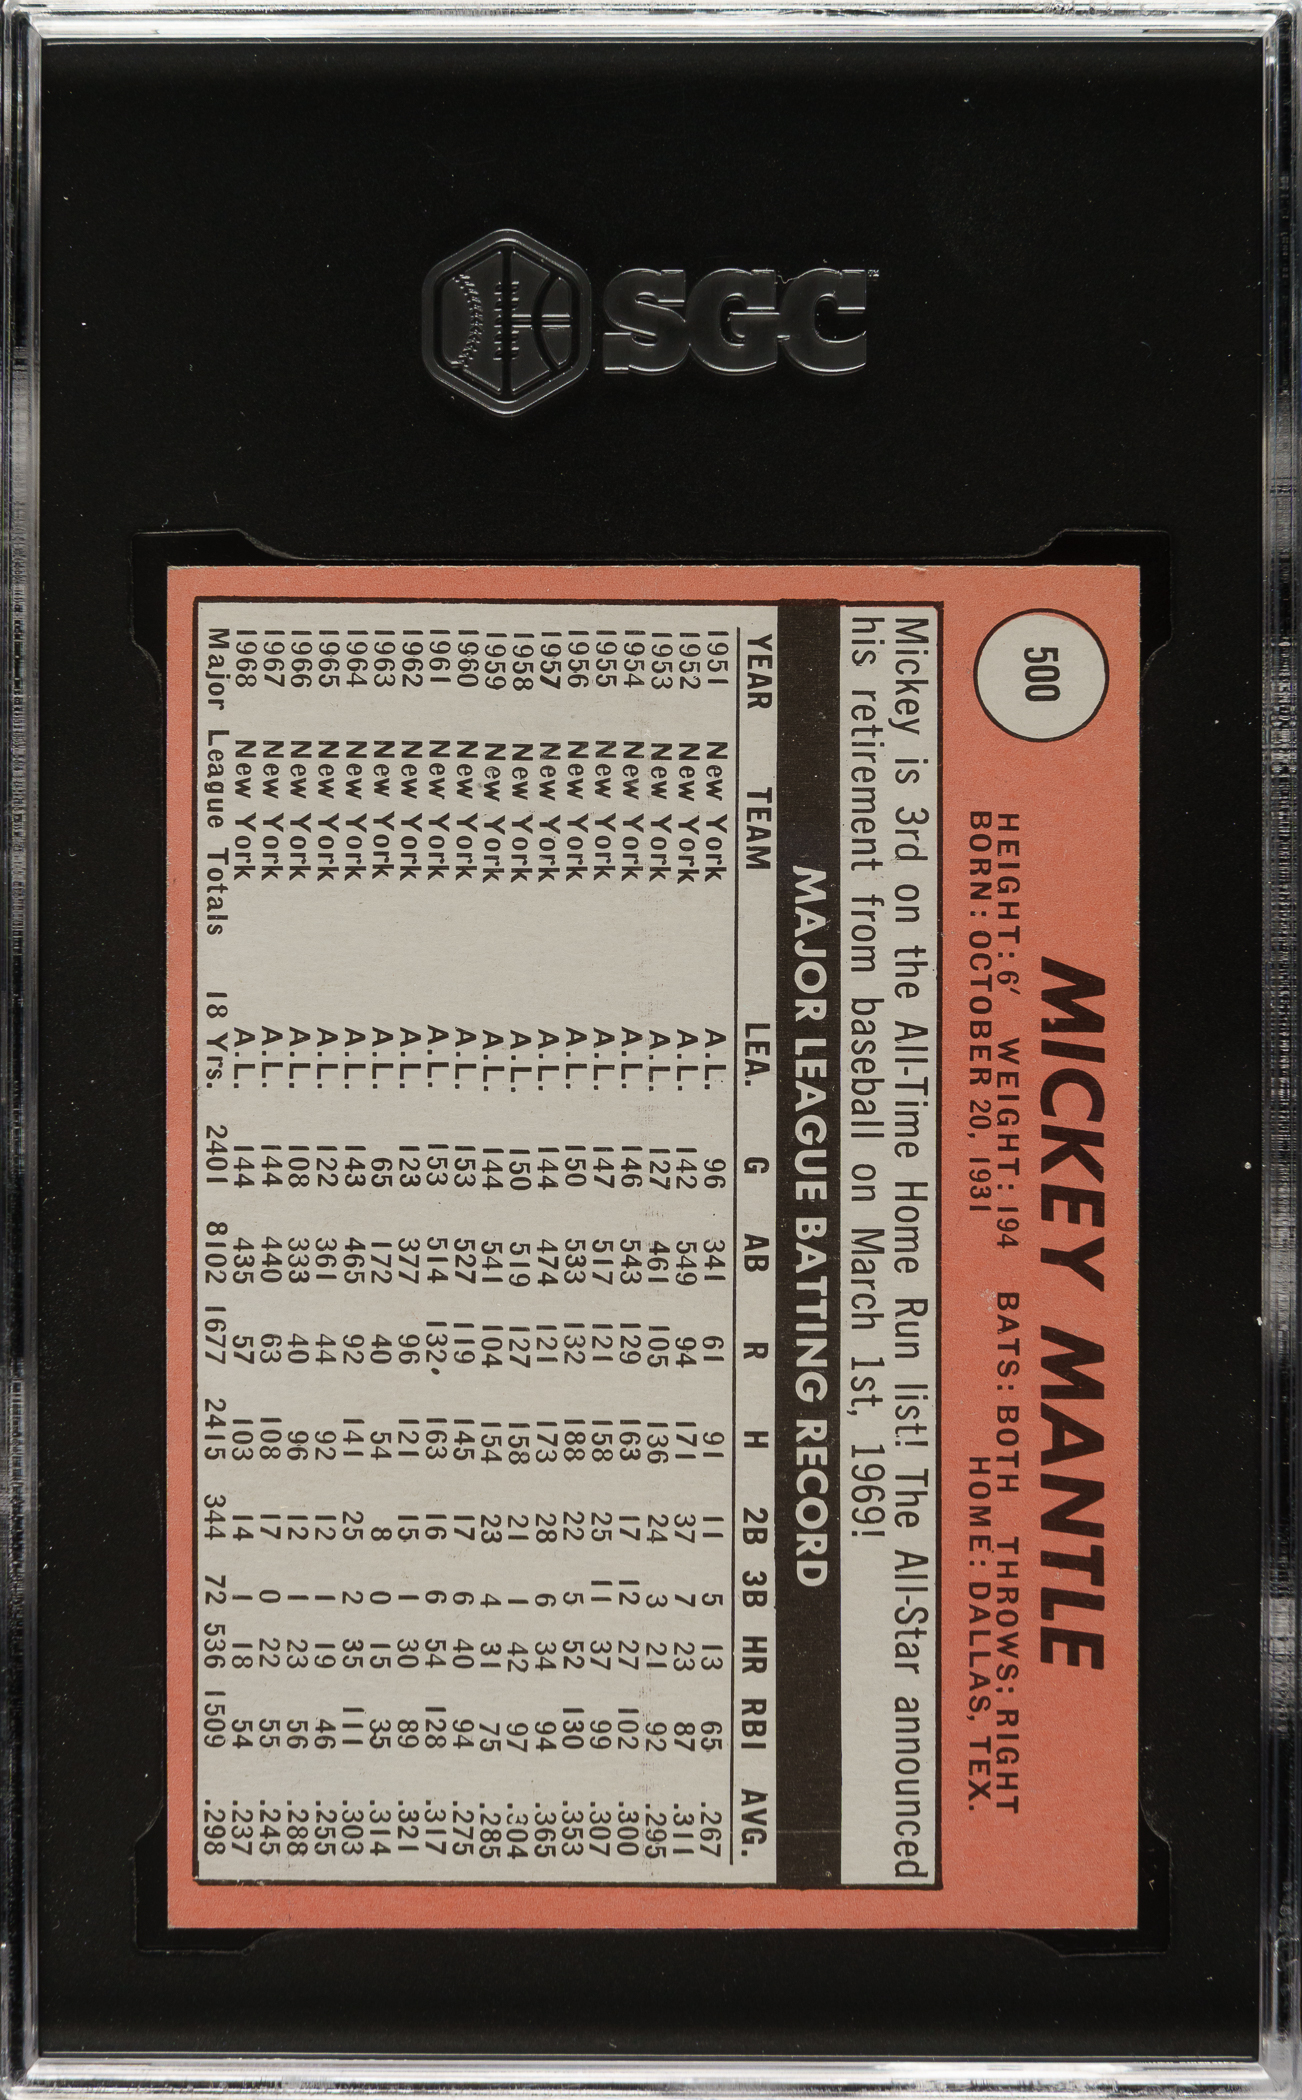 SGC™
500
MICKEY MANTLE
HEIGHT: 6' WEIGHT: 194 BATS: BOTH THROWS: RIGHT
BORN: OCTOBER 20, 1931 HOME: DALLAS, TEX.
Mickey is 3rd on the All-Time Home Run list! The All-Star announced
his retirement from baseball on March 1st, 1969!
MAJOR LEAGUE BATTING RECORD
YEAR TEAM LEA. G AB R H 2B 3B HR RBI AVG.
1951 New York A.L. 96 341 61 91 11 5 13 65 .267
1952 New York A.L. 142 549 94 171 37 7 23 87 .311
1953 New York A.L. 127 461 105 136 24 3 21 92 .295
1954 New York A.L. 146 543 129 163 17 12 27 102 .300
1955 New York A.L. 147 517 121 158 25 11 37 99 .307
1956 New York A.L. 150 533 132 188 22 5 52 130 .353
1957 New York A.L. 144 474 121 173 28 6 34 94 .365
1958 New York A.L. 150 519 127 158 21 1 42 97 .304
1959 New York A.L. 144 541 104 154 23 4 31 75 .285
1960 New York A.L. 153 527 119 145 17 6 40 94 .275
1961 New York A.L. 153 514 132. 163 16 6 54 128 .317
1962 New York A.L. 123 377 96 121 15 1 30 89 .321
1963 New York A.L. 65 172 40 54 8 0 15 35 .314
1964 New York A.L. 143 465 92 141 25 2 35 111 .303
1965 New York A.L. 122 361 44 92 12 1 19 46 .255
1966 New York A.L. 108 333 40 96 12 1 23 56 .288
1967 New York A.L. 144 440 63 108 17 0 22 55 .245
1968 New York A.L. 144 435 57 103 14 1 18 54 .237
Major League Totals 18 Yrs. 2401 8102 1677 2415 344 72 536 1509 .298